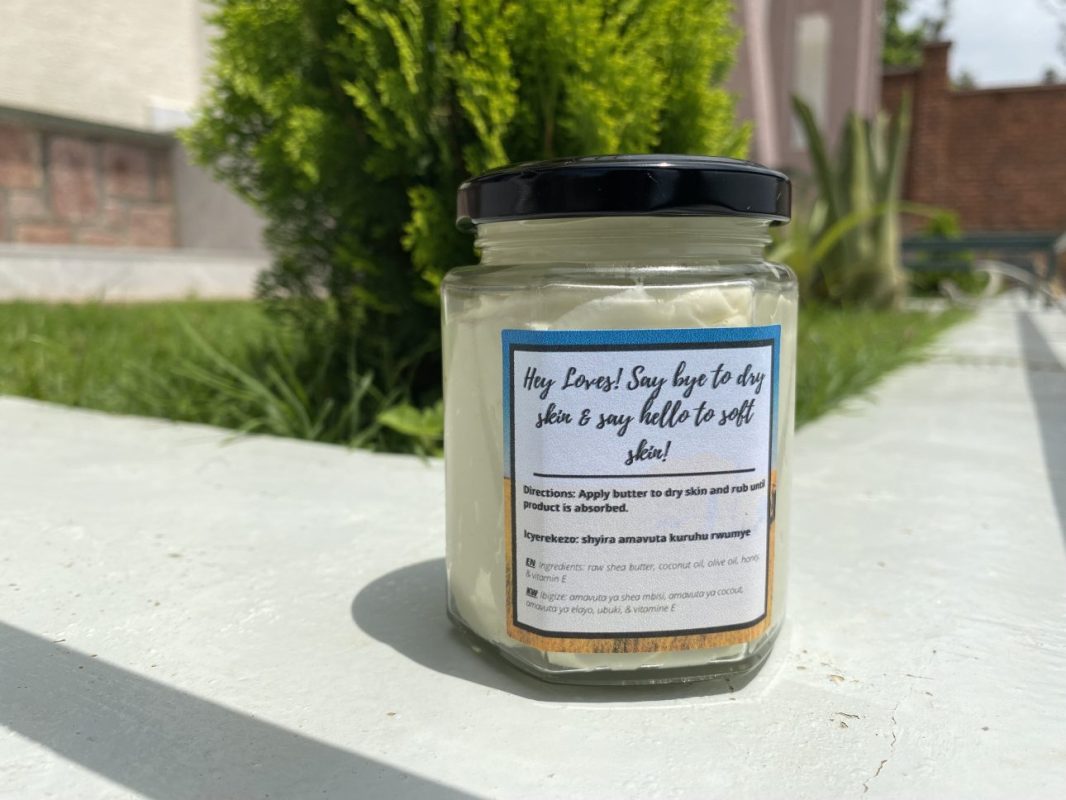 Hey Loves! Say bye to dry
skin & say hello to soft
skin!
Directions: Apply butter to dry skin and rub until
product is absorbed.
Icyerekezo: shyira amavuta kuruhu rwumye
EN Ingredients: raw shea butter, coconut oil, olive oil, honey,
& vitamin E
KW Ibigize: amavuta ya shea mbisi, amavuta ya cocout,
amavuta ya elayo, ubuki, & vitamine E